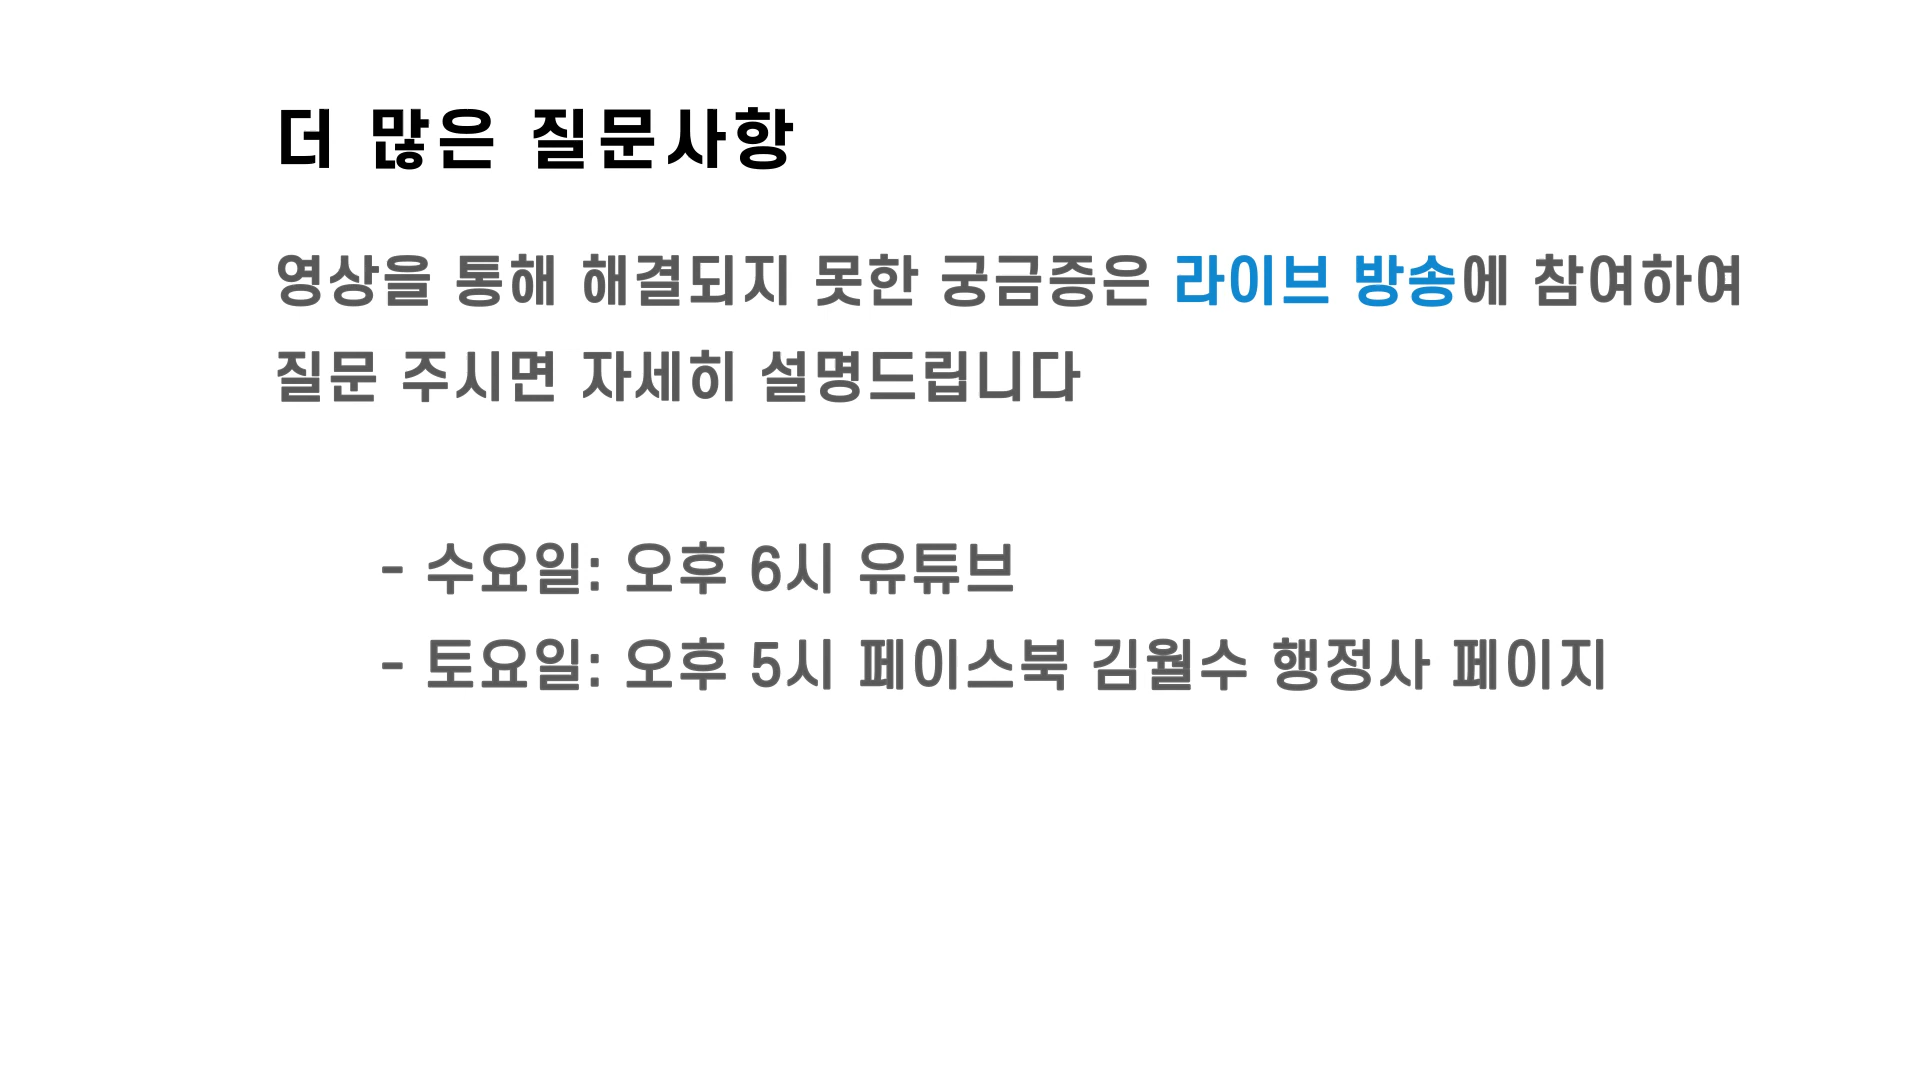 더 많은 질문사항
영상을 통해 해결되지 못한 궁금증은 라이브 방송에 참여하여
질문 주시면 자세히 설명드립니다
- 수요일: 오후 6시 유튜브
- 토요일: 오후 5시 페이스북 김월수 행정사 페이지